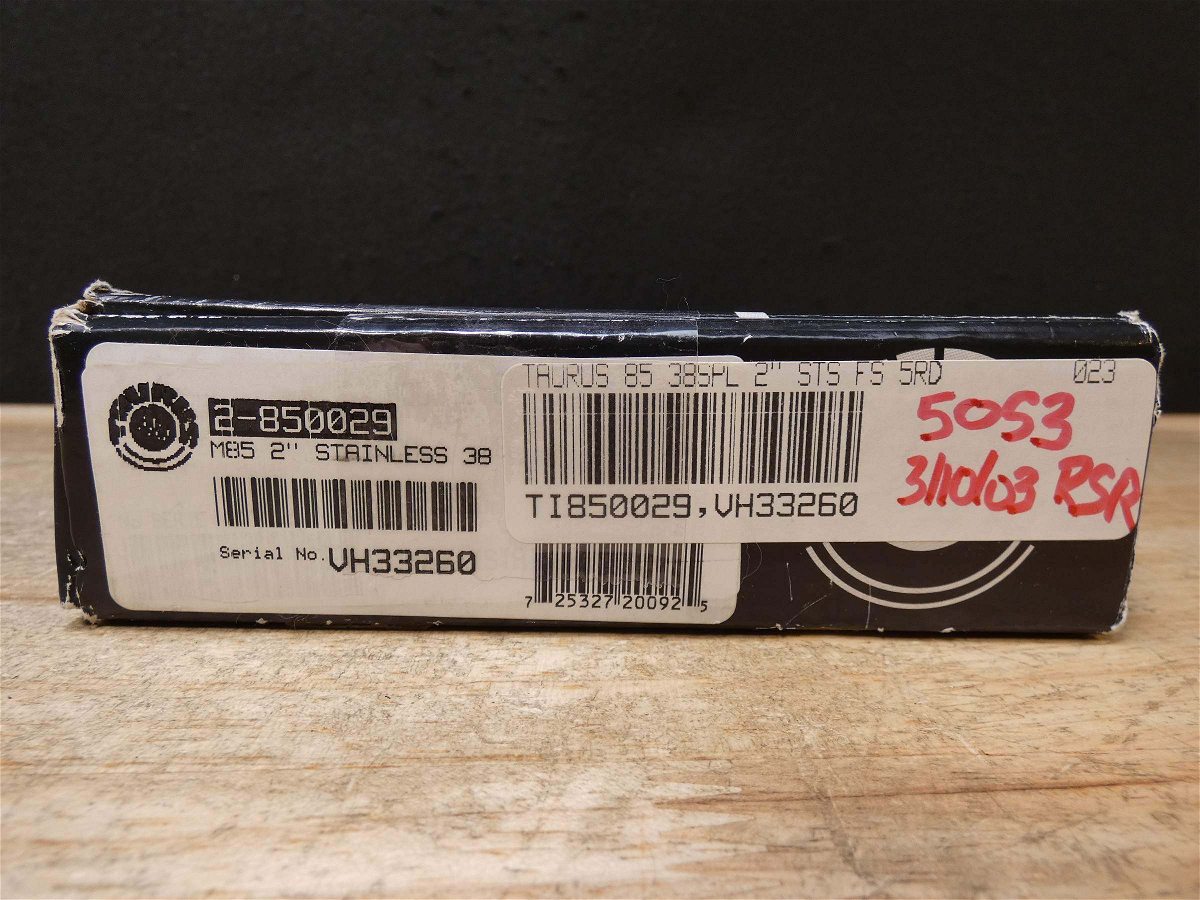 TAURUS
2-850029
M85 2" STAINLESS 38
Serial No. VH33260
TAURUS 85 38SPL 2" STS FS 5RD 023
TI850029,VH33260
7 25327 20092 5
5053
3/10/03 RSR